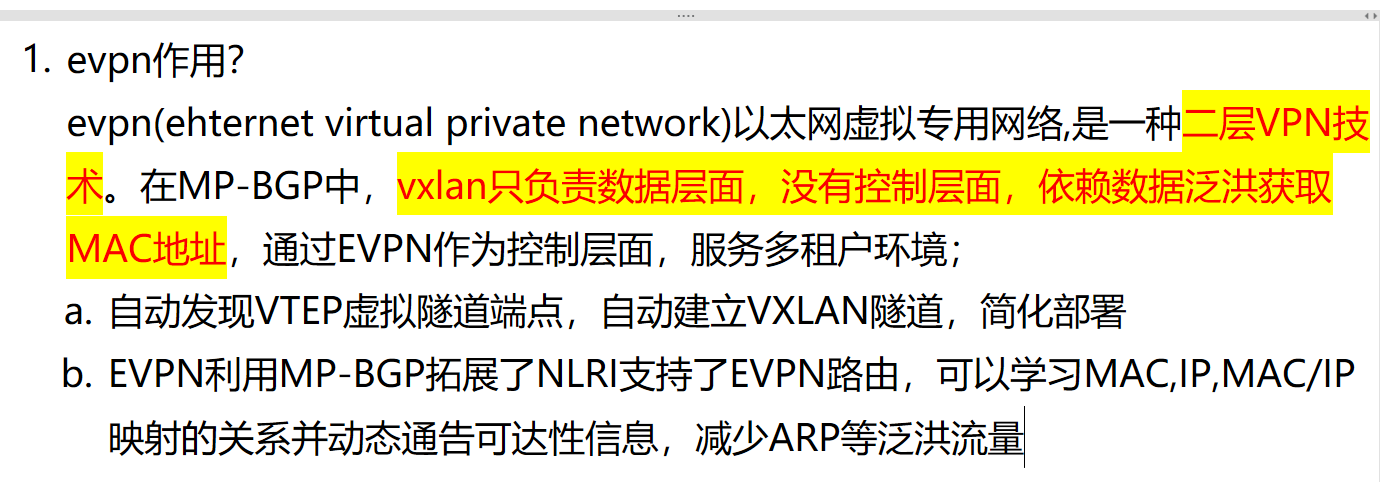 1. evpn作用？
evpn(ehternet virtual private network)以太网虚拟专用网络,是一种二层VPN技
术。在MP-BGP中，vxlan只负责数据层面，没有控制层面，依赖数据泛洪获取
MAC地址，通过EVPN作为控制层面，服务多租户环境；
a. 自动发现VTEP虚拟隧道端点，自动建立VXLAN隧道，简化部署
b. EVPN利用MP-BGP拓展了NLRI支持了EVPN路由，可以学习MAC,IP,MAC/IP
映射的关系并动态通告可达性信息，减少ARP等泛洪流量